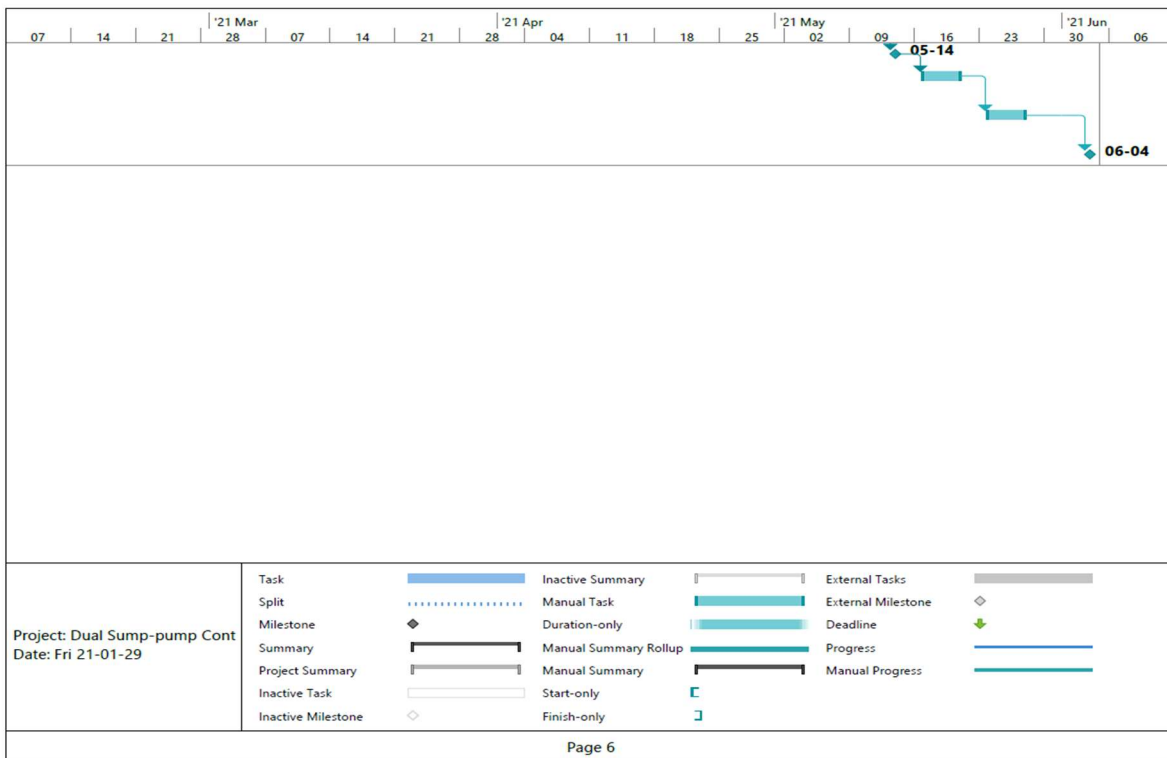 '21 Mar '21 Apr '21 May '21 Jun
07 14 21 28 07 14 21 28 04 11 18 25 02 09 16 23 30 06
05-14
06-04
Project: Dual Sump-pump Cont
Date: Fri 21-01-29
Task Inactive Summary External Tasks
Split Manual Task External Milestone
Milestone Duration-only Deadline
Summary Manual Summary Rollup Progress
Project Summary Manual Summary Manual Progress
Inactive Task Start-only
Inactive Milestone Finish-only
Page 6